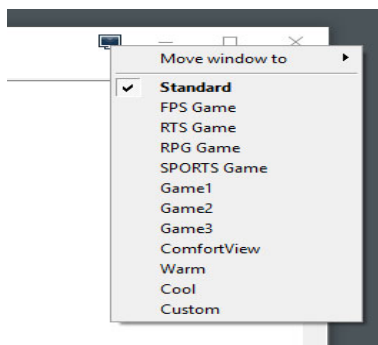 Move window to
Standard
FPS Game
RTS Game
RPG Game
SPORTS Game
Game1
Game2
Game3
ComfortView
Warm
Cool
Custom